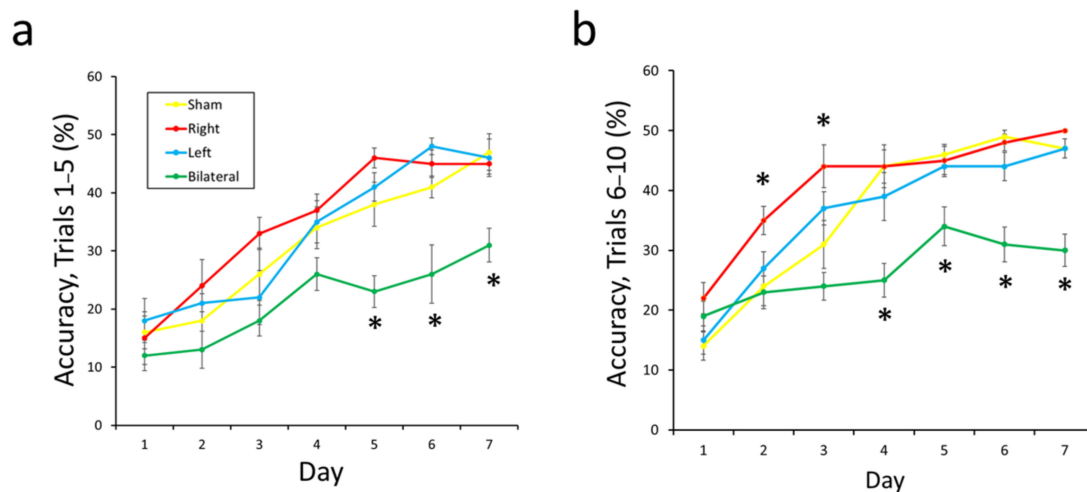 a
Accuracy, Trials 1–5 (%)
60
50
40
30
20
10
0
Sham
Right
Left
Bilateral
*
*
*
1 2 3 4 5 6 7
Day
b
Accuracy, Trials 6–10 (%)
60
50
40
30
20
10
0
*
*
*
*
*
*
1 2 3 4 5 6 7
Day